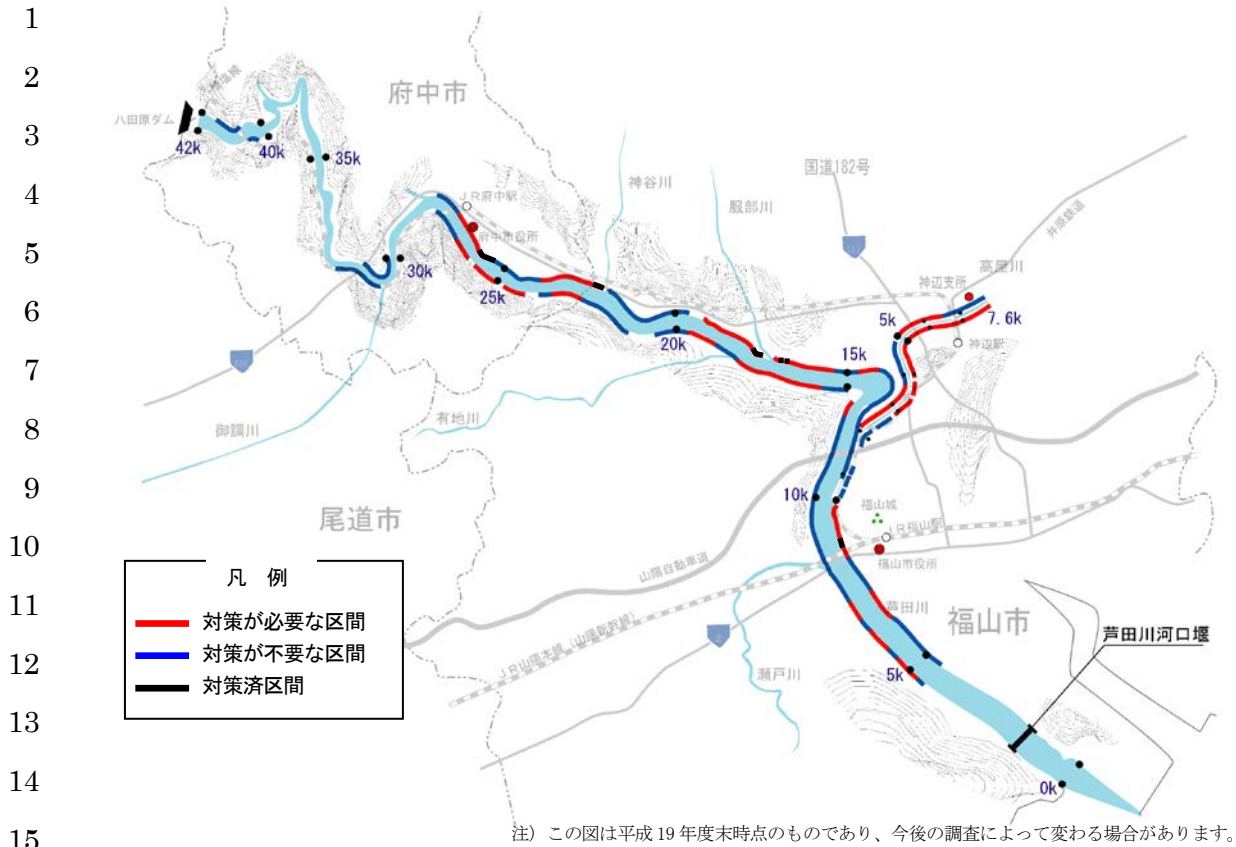 1
2
3
4
5
6
7
8
9
10
11
12
13
14
15
府中市
八田原ダム
42k
40k
35k
国道182号
神谷川
JR府中駅
服部川
井原鉄道
府中市役所
高屋川
30k
神辺支所
25k
5k
7.6k
20k
神辺駅
15k
有地川
御調川
10k
福山城
尾道市
JR福山駅
福山市役所
山陽自動車道
凡 例
対策が必要な区間
対策が不要な区間
対策済区間
芦田川
福山市
芦田川河口堰
JR山陽本線(山陽新幹線)
2
瀬戸川
5k
0k
注）この図は平成 19 年度末時点のものであり、今後の調査によって変わる場合があります。